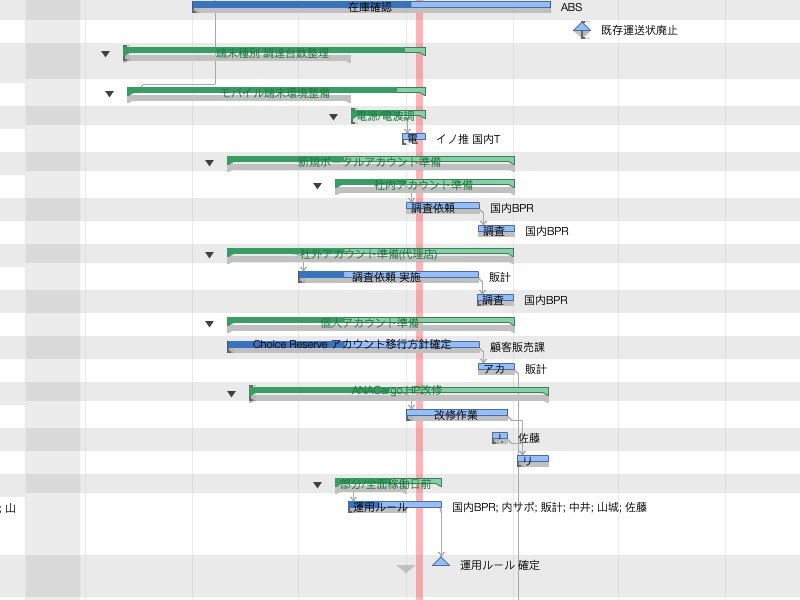 在庫確認 ABS
既存運送状廃止
端末種別 調達台数整理
モバイル端末環境整備
電源/電波調
電 イノ推 国内T
新規ポータルアカウント準備
社内アカウント準備
調査依頼 国内BPR
調査 国内BPR
社外アカウント準備(代理店)
調査依頼 実施 販計
調査 国内BPR
個人アカウント準備
Choice Reserve アカウント移行方針確定 顧客販売課
アカ 販計
ANACargo HP改修
改修作業
佐藤
リ
部分/全面稼働日前
; 山 運用ルール 国内BPR; 内サポ; 販計; 中井; 山城; 佐藤
運用ルール 確定